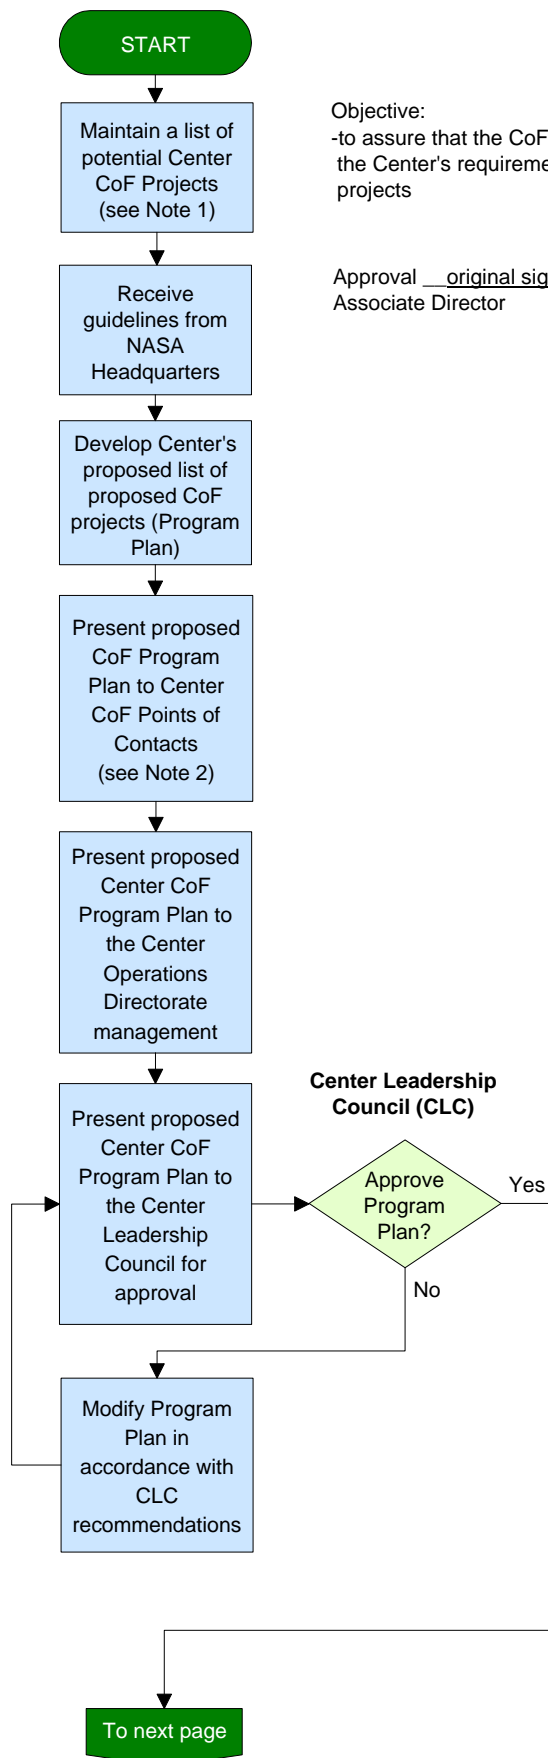 START
Maintain a list of
potential Center
CoF Projects
(see Note 1)
Objective:
-to assure that the CoF
the Center's requireme
projects
Receive
guidelines from
NASA
Headquarters
Approval __original sig
Associate Director
Develop Center's
proposed list of
proposed CoF
projects (Program
Plan)
Present proposed
CoF Program
Plan to Center
CoF Points of
Contacts
(see Note 2)
Present proposed
Center CoF
Program Plan to
the Center
Operations
Directorate
management
Present proposed
Center CoF
Program Plan to
the Center
Leadership
Council for
approval
Center Leadership
Council (CLC)
Approve
Program
Plan?
Yes
No
Modify Program
Plan in
accordance with
CLC
recommendations
To next page